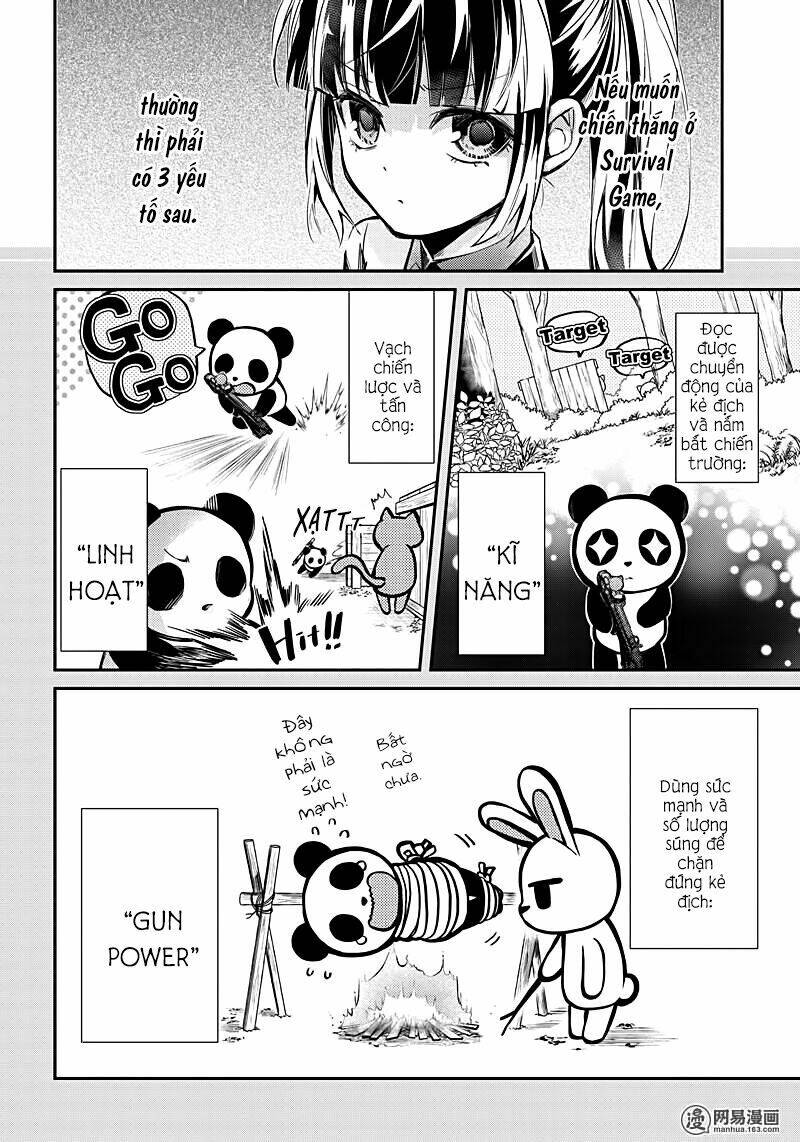 Nếu muốn
chiến thắng ở
Survival
Game,
thường
thì phải
có 3 yếu
tố sau.
Đọc được
chuyển
động của
kẻ địch
và nắm
bắt chiến
trường:
Target
Target
"KĨ
NĂNG"
Vạch
chiến
lược và
tấn
công:
GO
GO
XẠTTT
"LINH
HOẠT"
Hit!!
Dùng sức
mạnh và
số lượng
súng để
chặn
đứng kẻ
địch:
Bất
ngờ
chưa.
Đây
không
phải là
sức
mạnh!
"GUN
POWER"
网易漫画
manhua.163.com